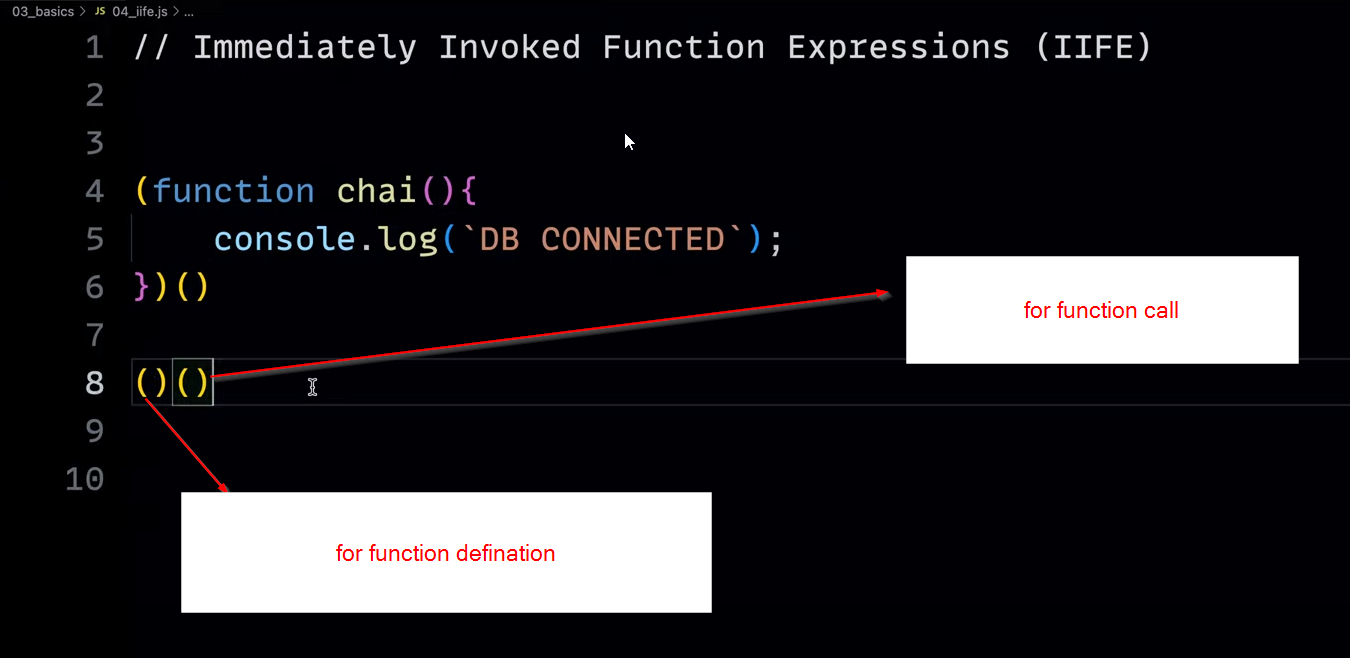 03_basics > JS 04_iife.js > ...
1 // Immediately Invoked Function Expressions (IIFE)
2
3
4 (function chai(){
5     console.log(`DB CONNECTED`);
6 })()
for function call
7
8 ()()
9
10
for function defination